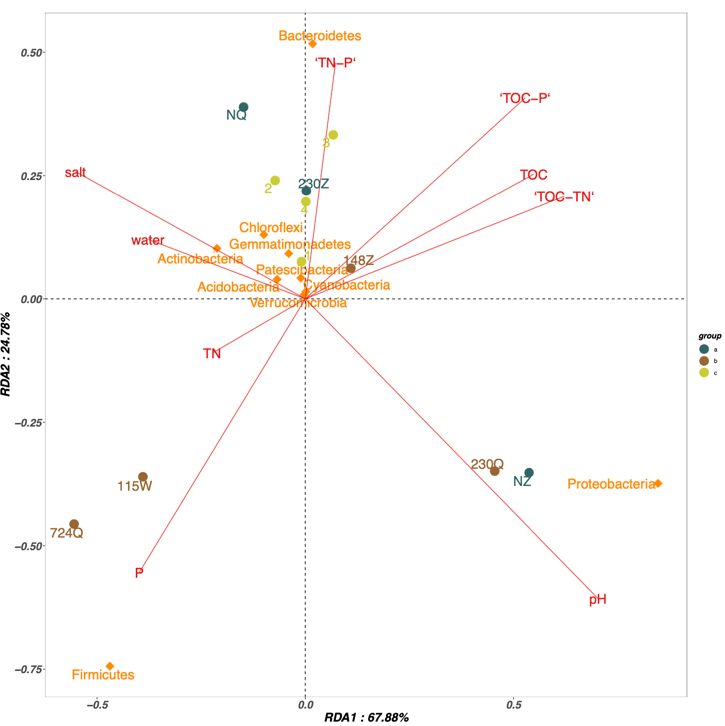 Bacteroidetes
0.50
'TN−P'
'TOC−P'
NQ
3
0.25
salt
TOC
230Z
2
'TOC−TN'
4
Chloroflexi
water
Gemmatimonadetes
1
Actinobacteria
148Z
Patescibacteria
Acidobacteria
Cyanobacteria
0.00
Verrucomicrobia
TN
group
a
b
c
RDA2 : 24.78%
−0.25
230Q
NZ
Proteobacteria
115W
724Q
−0.50
P
pH
Firmicutes
−0.75
−0.5
0.0
0.5
RDA1 : 67.88%